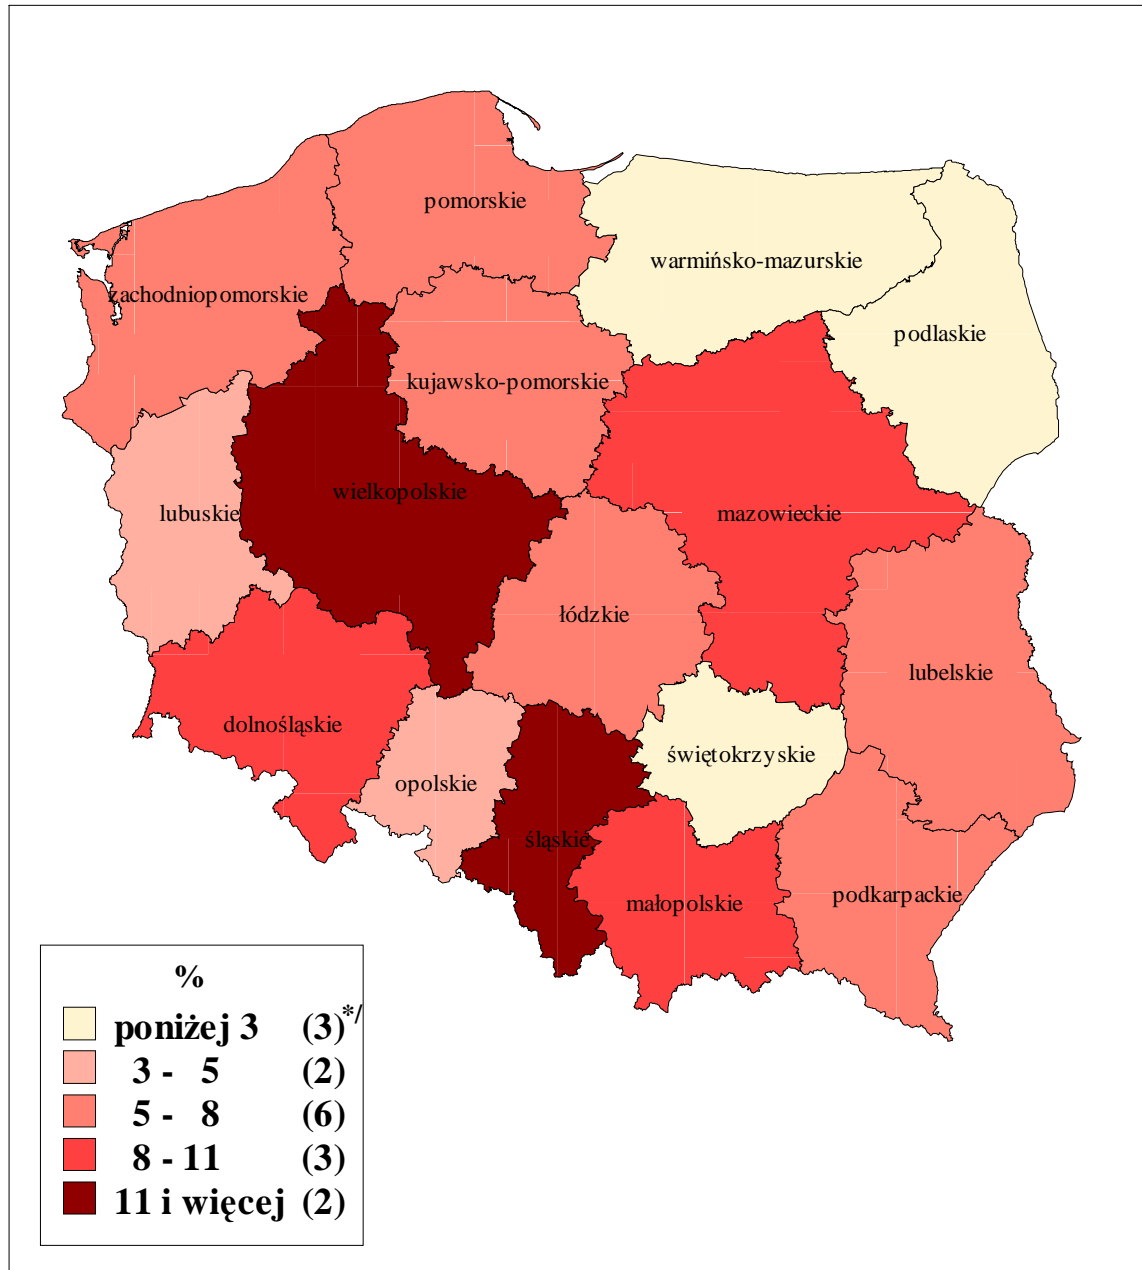 pomorskie
warmińsko-mazurskie
zachodniopomorskie
podlaskie
kujawsko-pomorskie
wielkopolskie
lubuskie
mazowieckie
łódzkie
lubelskie
dolnośląskie
świętokrzyskie
opolskie
śląskie
małopolskie
podkarpackie
%
poniżej 3 (3)*/
3 - 5 (2)
5 - 8 (6)
8 - 11 (3)
11 i więcej (2)